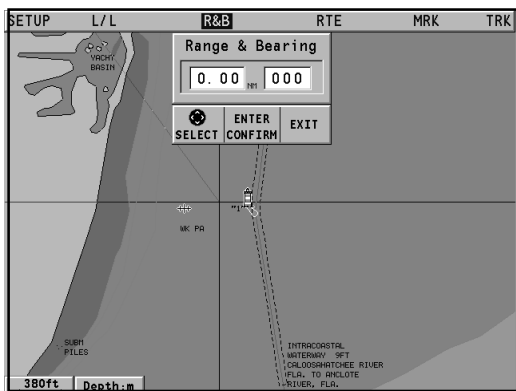 SETUP L/L R&B RTE MRK TRK
Range & Bearing
0.00 NM 000
SELECT ENTER CONFIRM EXIT
YACHT BASIN
"1"
WK PA
SUBM
PILES
INTRACOASTAL
WATERWAY 9FT
CALOOSAHATCHEE RIVER
FLA. TO ANCLOTE
RIVER, FLA.
380ft Depth:m